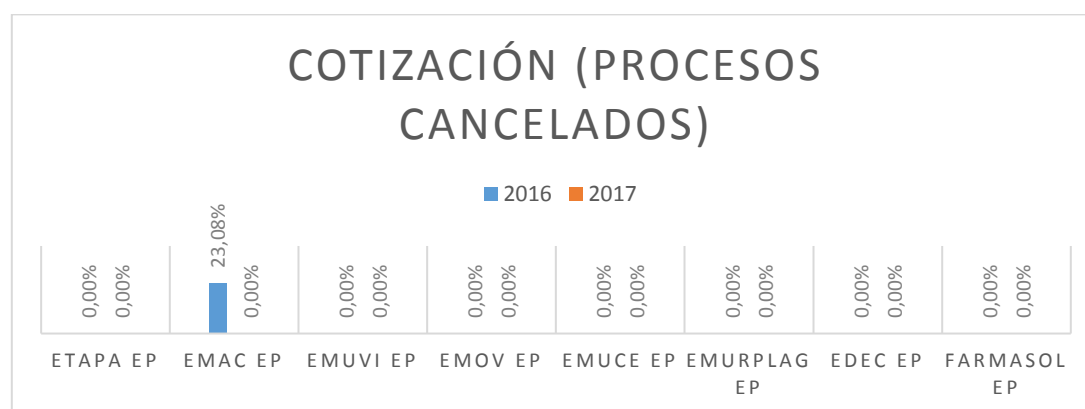 COTIZACIÓN (PROCESOS
CANCELADOS)
2016 2017
0,00% 0,00% 23,08% 0,00% 0,00% 0,00% 0,00% 0,00% 0,00% 0,00% 0,00% 0,00% 0,00% 0,00% 0,00% 0,00%
ETAPA EP EMAC EP EMUVI EP EMOV EP EMUCE EP EMURPLAG EDEC EP FARMASOL
EP EP